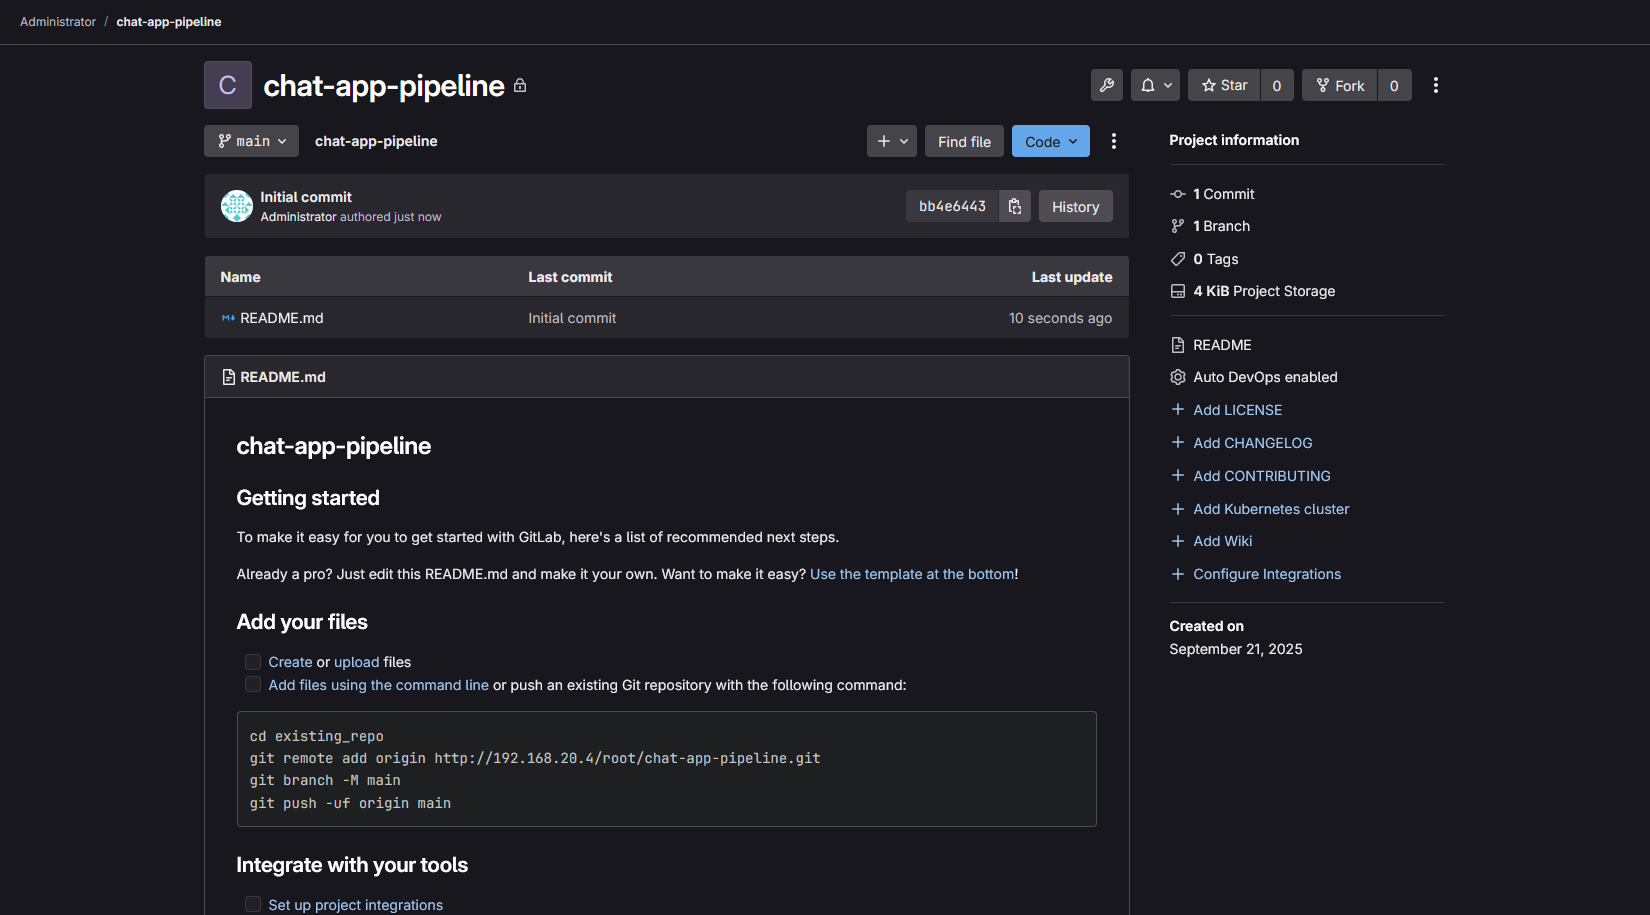 Administrator / chat-app-pipeline
C chat-app-pipeline
Star 0 Fork 0
main chat-app-pipeline
Find file Code
Initial commit
Administrator authored just now
bb4e6443 History
Name Last commit Last update
README.md Initial commit 10 seconds ago
README.md
chat-app-pipeline
Getting started
To make it easy for you to get started with GitLab, here's a list of recommended next steps.
Already a pro? Just edit this README.md and make it your own. Want to make it easy? Use the template at the bottom!
Add your files
Create or upload files
Add files using the command line or push an existing Git repository with the following command:
cd existing_repo
git remote add origin http://192.168.20.4/root/chat-app-pipeline.git
git branch -M main
git push -uf origin main
Integrate with your tools
Set up project integrations
Project information
1 Commit
1 Branch
0 Tags
4 KiB Project Storage
README
Auto DevOps enabled
Add LICENSE
Add CHANGELOG
Add CONTRIBUTING
Add Kubernetes cluster
Add Wiki
Configure Integrations
Created on
September 21, 2025